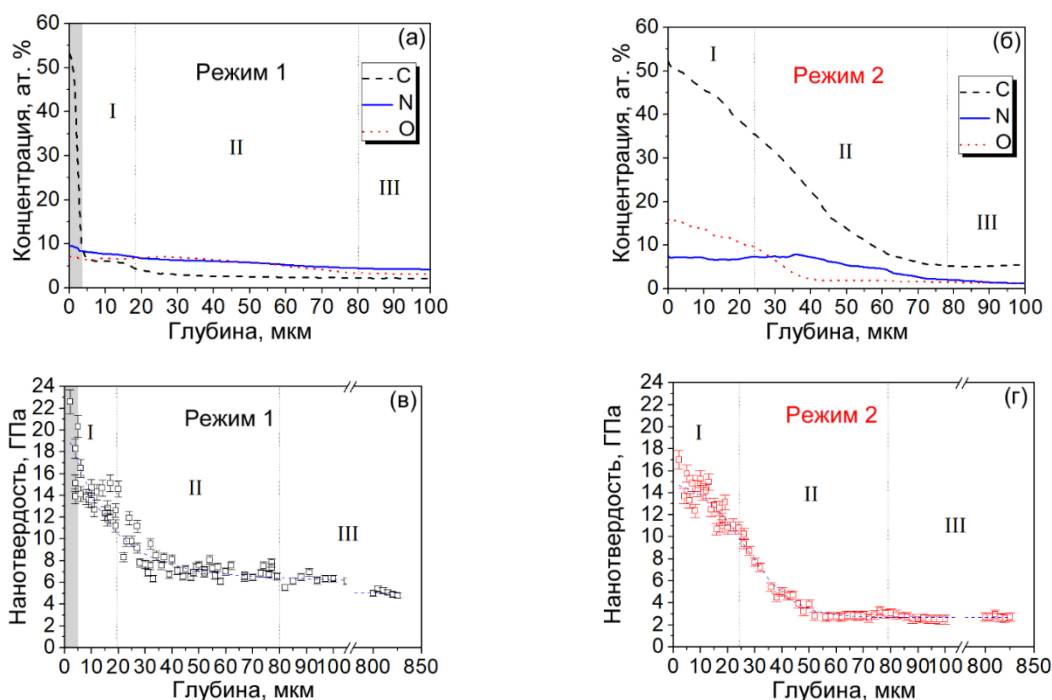 (а)
Режим 1
C
N
O
I
II
III
60
50
40
30
20
10
0
Концентрация, ат. %
0 10 20 30 40 50 60 70 80 90 100
Глубина, мкм
(б)
Режим 2
C
N
O
I
II
III
60
50
40
30
20
10
0
Концентрация, ат. %
0 10 20 30 40 50 60 70 80 90 100
Глубина, мкм
(в)
Режим 1
I
II
III
24
22
20
18
16
14
12
10
8
6
4
2
0
Нанотвердость, ГПа
0 10 20 30 40 50 60 70 80 90 100 800 850
Глубина, мкм
(г)
Режим 2
I
II
III
24
22
20
18
16
14
12
10
8
6
4
2
0
Нанотвердость, ГПа
0 10 20 30 40 50 60 70 80 90 100 800 850
Глубина, мкм